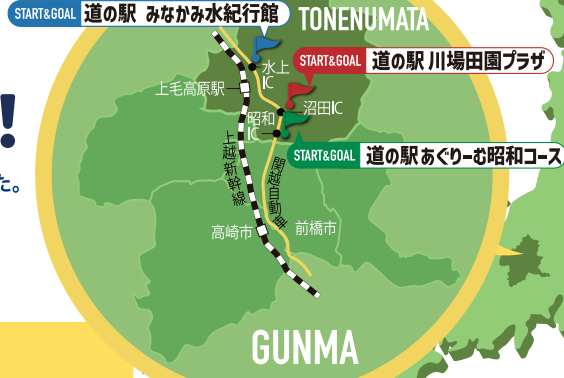 START&GOAL 道の駅 みなかみ水紀行館
TONENUMATA
START&GOAL 道の駅 川場田園プラザ
水上
IC
上毛高原駅
沼田IC
昭和
IC
START&GOAL 道の駅 あぐりーむ昭和コース
!
た。
上越新幹線
関越自動車
高崎市
前橋市
GUNMA